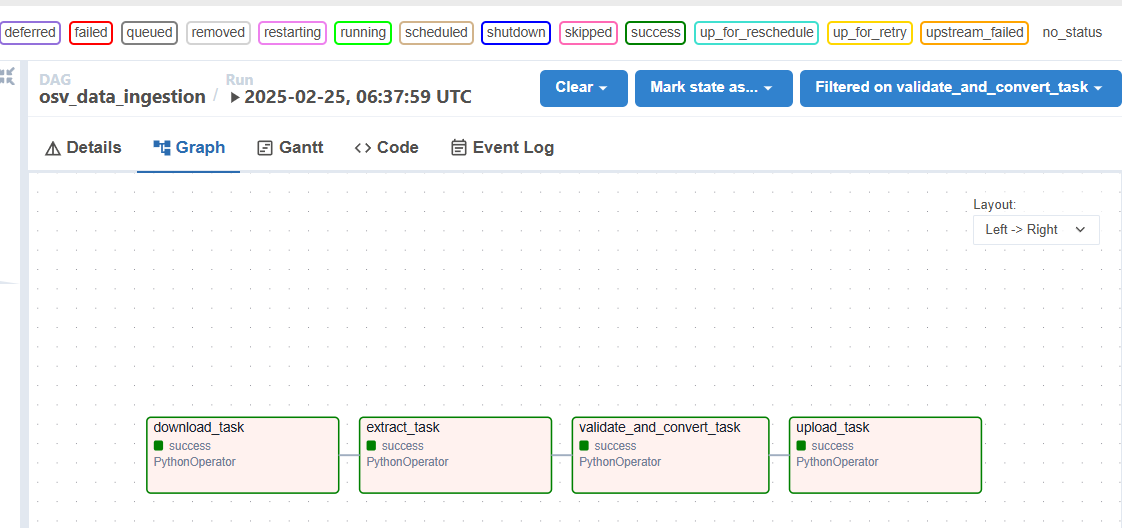 deferred failed queued removed restarting running scheduled shutdown skipped success up_for_reschedule up_for_retry upstream_failed no_status
DAG
osv_data_ingestion
/
Run
2025-02-25, 06:37:59 UTC
Clear
Mark state as...
Filtered on validate_and_convert_task
Details
Graph
Gantt
Code
Event Log
Layout:
Left -> Right
download_task
success
PythonOperator
extract_task
success
PythonOperator
validate_and_convert_task
success
PythonOperator
upload_task
success
PythonOperator